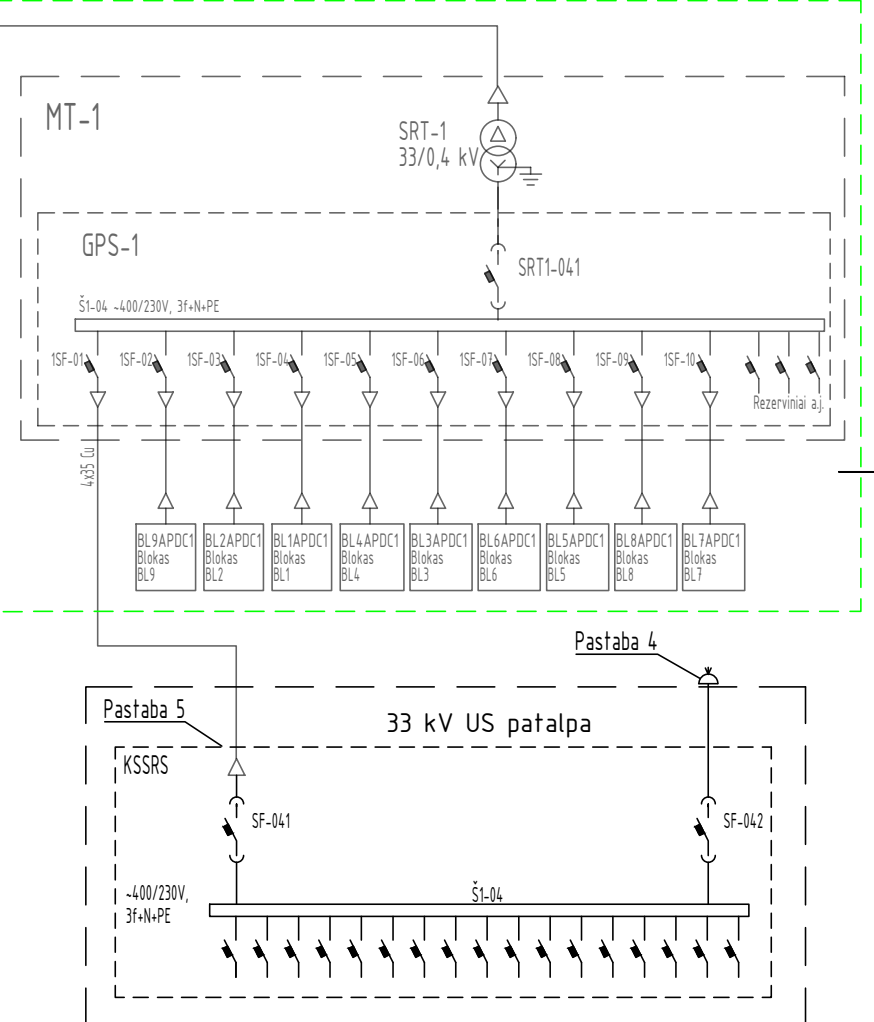 MT-1
SRT-1
33/0,4 kV
GPS-1
SRT1-041
Š1-04 ~400/230V, 3f+N+PE
1SF-01
1SF-02
1SF-03
1SF-04
1SF-05
1SF-06
1SF-07
1SF-08
1SF-09
1SF-10
Rezerviniai a.j.
4x35 Cu
BL9APDC1
Blokas
BL9
BL2APDC1
Blokas
BL2
BL1APDC1
Blokas
BL1
BL4APDC1
Blokas
BL4
BL3APDC1
Blokas
BL3
BL6APDC1
Blokas
BL6
BL5APDC1
Blokas
BL5
BL8APDC1
Blokas
BL8
BL7APDC1
Blokas
BL7
Pastaba 4
Pastaba 5
33 kV US patalpa
KSSRS
SF-041
SF-042
~400/230V,
3f+N+PE
Š1-04